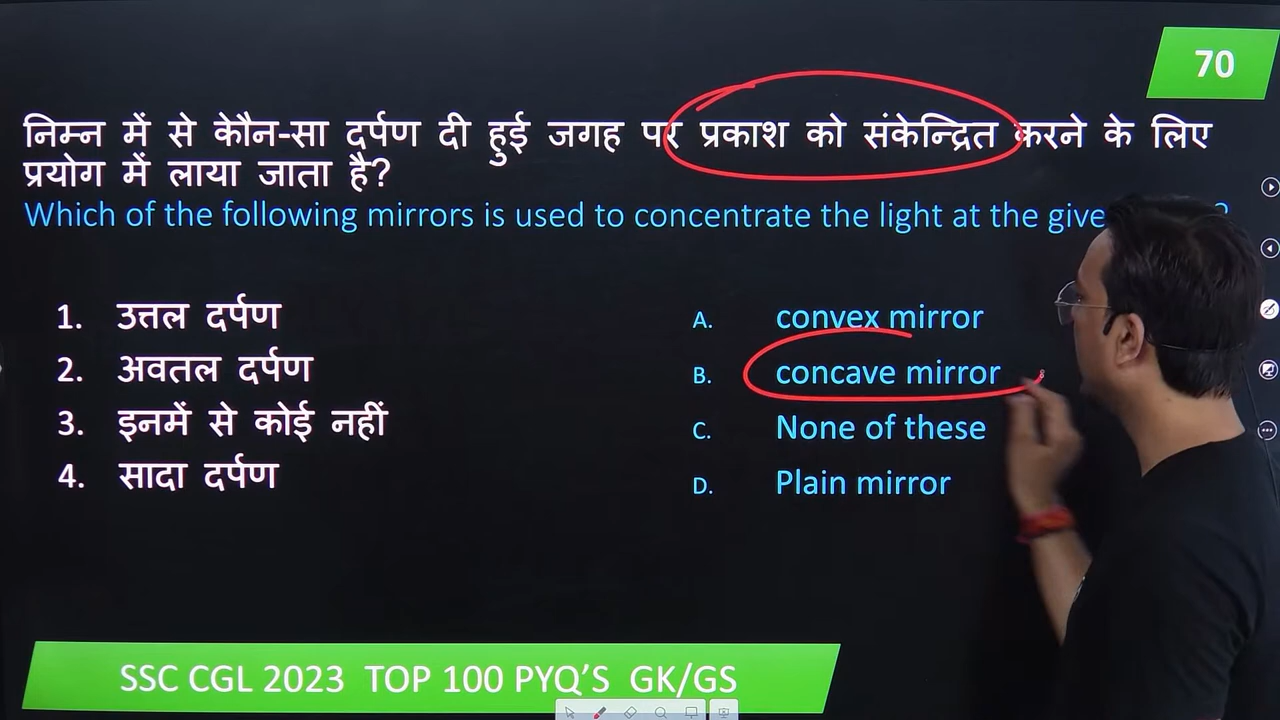 70
निम्न में से केौन-सा दर्पण दी हुई जगह पर प्रकाश को संकेन्द्रित करने के लिए
प्रयोग में लाया जाता है?
Which of the following mirrors is used to concentrate the light at the
1. उत्तल दर्पण
2. अवतल दर्पण
3. इनमें से कोई नहीं
4. सादा दर्पण
A. convex mirror
B. concave mirror
C. None of these
D. Plain mirror
SSC CGL 2023 TOP 100 PYQ'S GK/GS